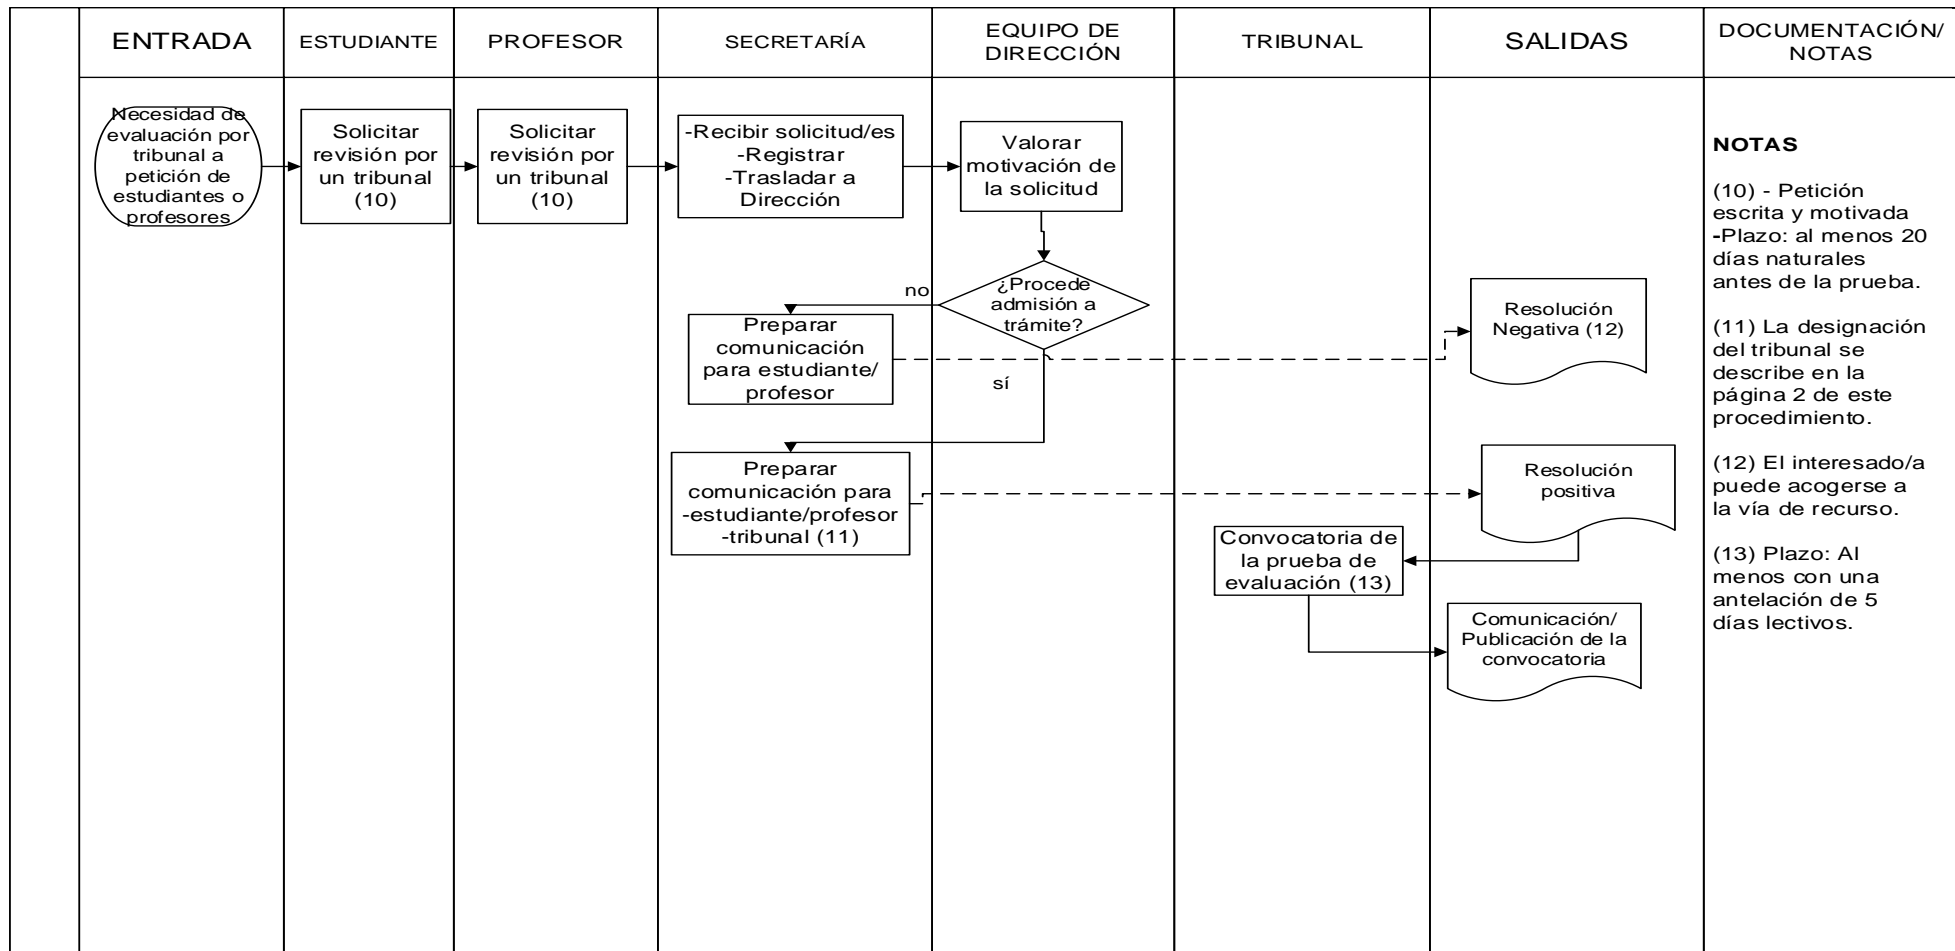 ENTRADA
ESTUDIANTE
PROFESOR
SECRETARÍA
EQUIPO DE
DIRECCIÓN
TRIBUNAL
SALIDAS
DOCUMENTACIÓN/
NOTAS
Necesidad de
evaluación por
tribunal a
petición de
estudiantes o
profesores
Solicitar
revisión por
un tribunal
(10)
Solicitar
revisión por
un tribunal
(10)
-Recibir solicitud/es
-Registrar
-Trasladar a
Dirección
Valorar
motivación de
la solicitud
¿Procede
admisión a
trámite?
no
sí
Preparar
comunicación
para estudiante/
profesor
Resolución
Negativa (12)
Preparar
comunicación para
-estudiante/profesor
-tribunal (11)
Resolución
positiva
Convocatoria de
la prueba de
evaluación (13)
Comunicación/
Publicación de la
convocatoria
NOTAS
(10) - Petición
escrita y motivada
-Plazo: al menos 20
días naturales
antes de la prueba.
(11) La designación
del tribunal se
describe en la
página 2 de este
procedimiento.
(12) El interesado/a
puede acogerse a
la vía de recurso.
(13) Plazo: Al
menos con una
antelación de 5
días lectivos.